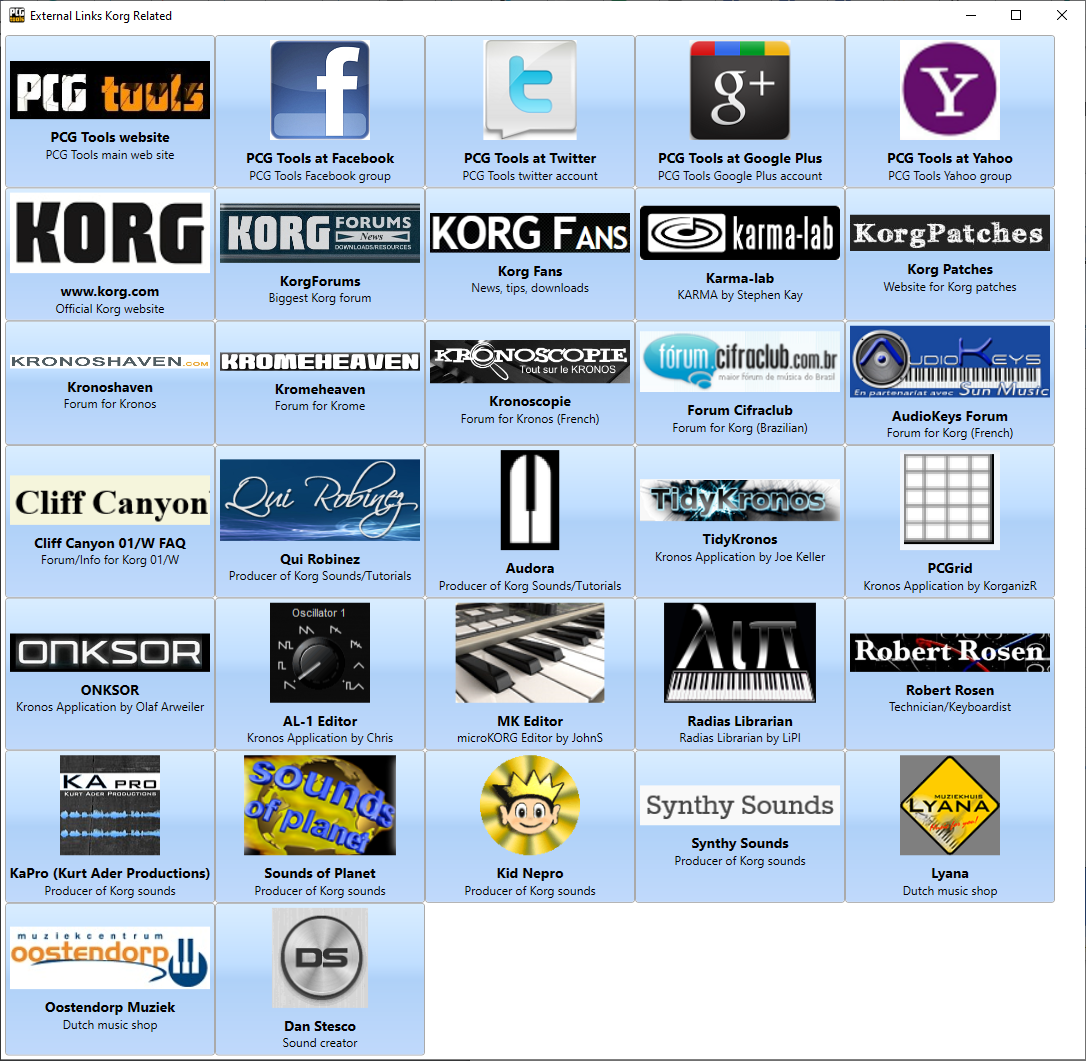 PCG tools
External Links Korg Related
PCG tools
PCG Tools website
PCG Tools main web site
f
PCG Tools at Facebook
PCG Tools Facebook group
t
PCG Tools at Twitter
PCG Tools twitter account
g+
PCG Tools at Google Plus
PCG Tools Google Plus account
Y
PCG Tools at Yahoo
PCG Tools Yahoo group
KORG
www.korg.com
Official Korg website
KORG FORUMS
News
DOWNLOADS/RESOURCES
KorgForums
Biggest Korg forum
KORG FANS
Korg Fans
News, tips, downloads
karma-lab
Karma-lab
KARMA by Stephen Kay
KorgPatches
Korg Patches
Website for Korg patches
KRONOSHAVEN.COM
Kronoshaven
Forum for Kronos
KROMEHEAVEN
Kromeheaven
Forum for Krome
KRONOSCOPIE
Tout sur le KRONOS
Kronoscopie
Forum for Kronos (French)
fórum.cifraclub.com.br
maior fórum de música do Brasil
Forum Cifraclub
Forum for Korg (Brazilian)
AUDIOKEYS
En partenariat avec Sun Music
AudioKeys Forum
Forum for Korg (French)
Cliff Canyon
Cliff Canyon 01/W FAQ
Forum/Info for Korg 01/W
Qui Robinez
Qui Robinez
Producer of Korg Sounds/Tutorials
Audora
Producer of Korg Sounds/Tutorials
TidyKronos
TidyKronos
Kronos Application by Joe Keller
PCGrid
Kronos Application by KorganizR
ONKSOR
ONKSOR
Kronos Application by Olaf Arweiler
Oscillator 1
AL-1 Editor
Kronos Application by Chris
MK Editor
microKORG Editor by JohnS
λιπ
Radias Librarian
Radias Librarian by LiPI
Robert Rosen
Robert Rosen
Technician/Keyboardist
KA PRO
KURT ADER PRODUCTIONS
KaPro (Kurt Ader Productions)
Producer of Korg sounds
sounds
of planet
Sounds of Planet
Producer of Korg sounds
Kid Nepro
Producer of Korg sounds
Synthy Sounds
Synthy Sounds
Producer of Korg sounds
MUZIEKHUIS
LYANA
Lyana
Dutch music shop
muziekcentrum
oostendorp
Oostendorp Muziek
Dutch music shop
DS
Dan Stesco
Sound creator